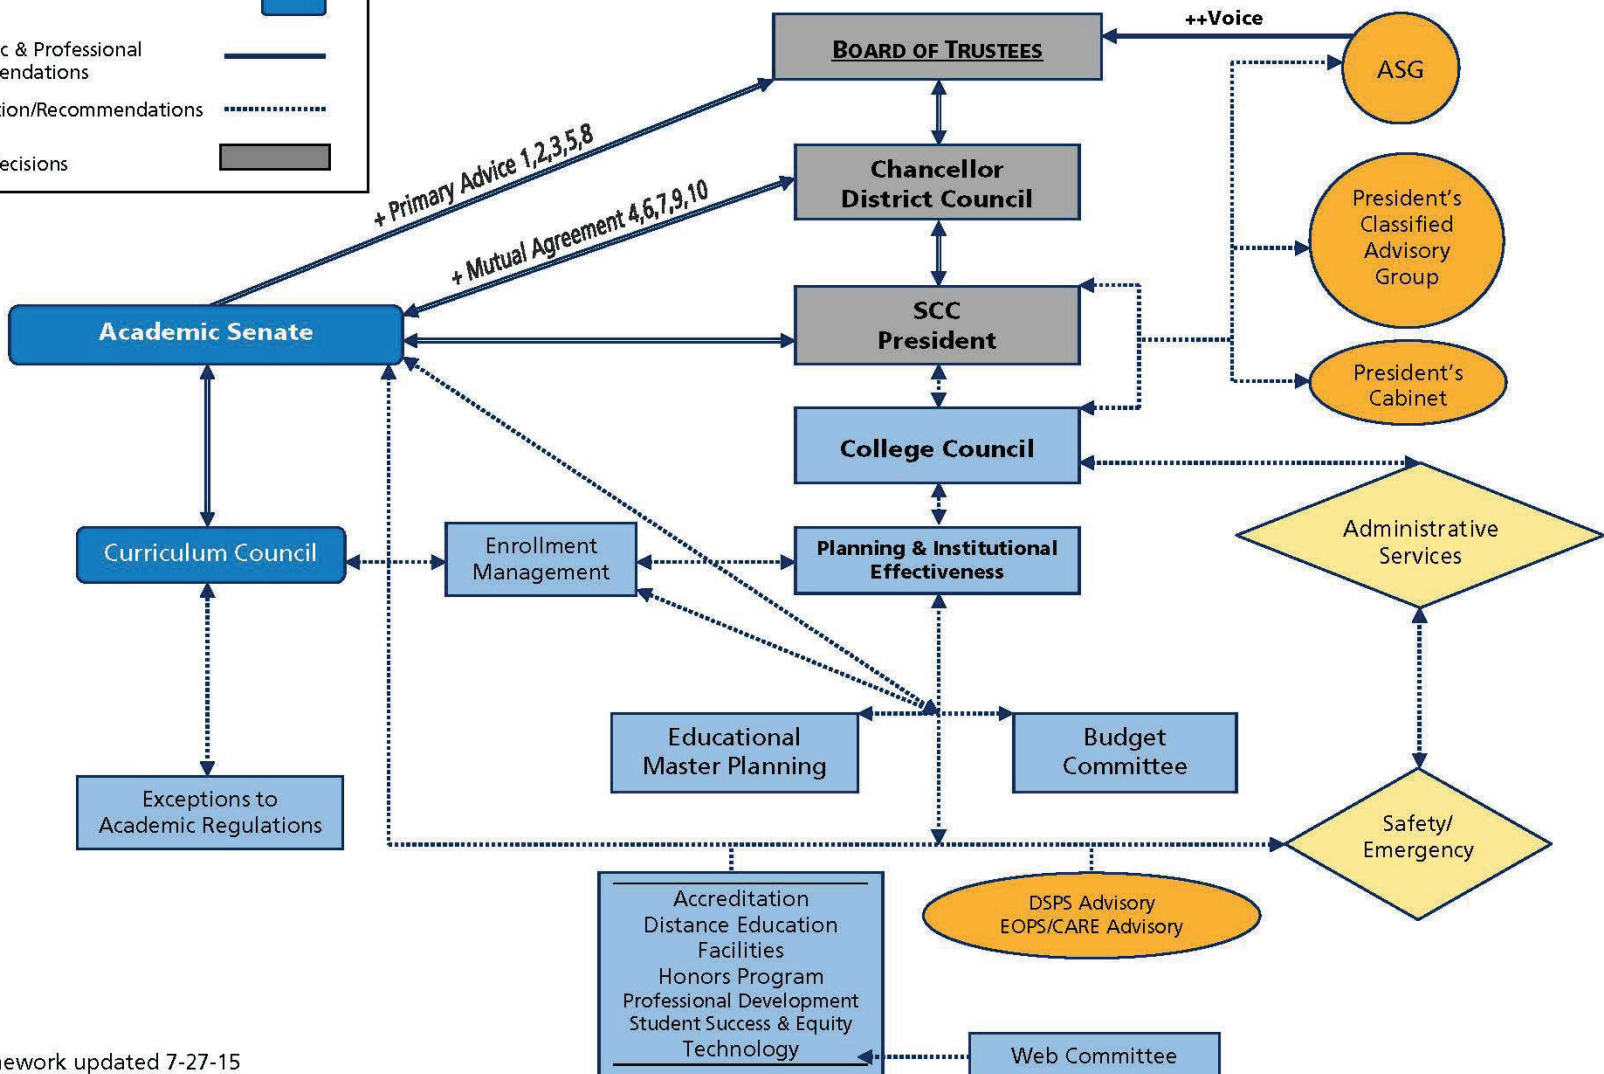 c & Professional
endations
tion/Recommendations
ecisions
++Voice
BOARD OF TRUSTEES
ASG
+ Primary Advice 1,2,3,5,8
Chancellor
District Council
+ Mutual Agreement 4,6,7,9,10
President's
Classified
Advisory
Group
SCC
President
Academic Senate
President's
Cabinet
College Council
Administrative
Services
Curriculum Council
Enrollment
Management
Planning & Institutional
Effectiveness
Educational
Master Planning
Budget
Committee
Exceptions to
Academic Regulations
Safety/
Emergency
Accreditation
Distance Education
Facilities
Honors Program
Professional Development
Student Success & Equity
Technology
DSPS Advisory
EOPS/CARE Advisory
Web Committee
nework updated 7-27-15